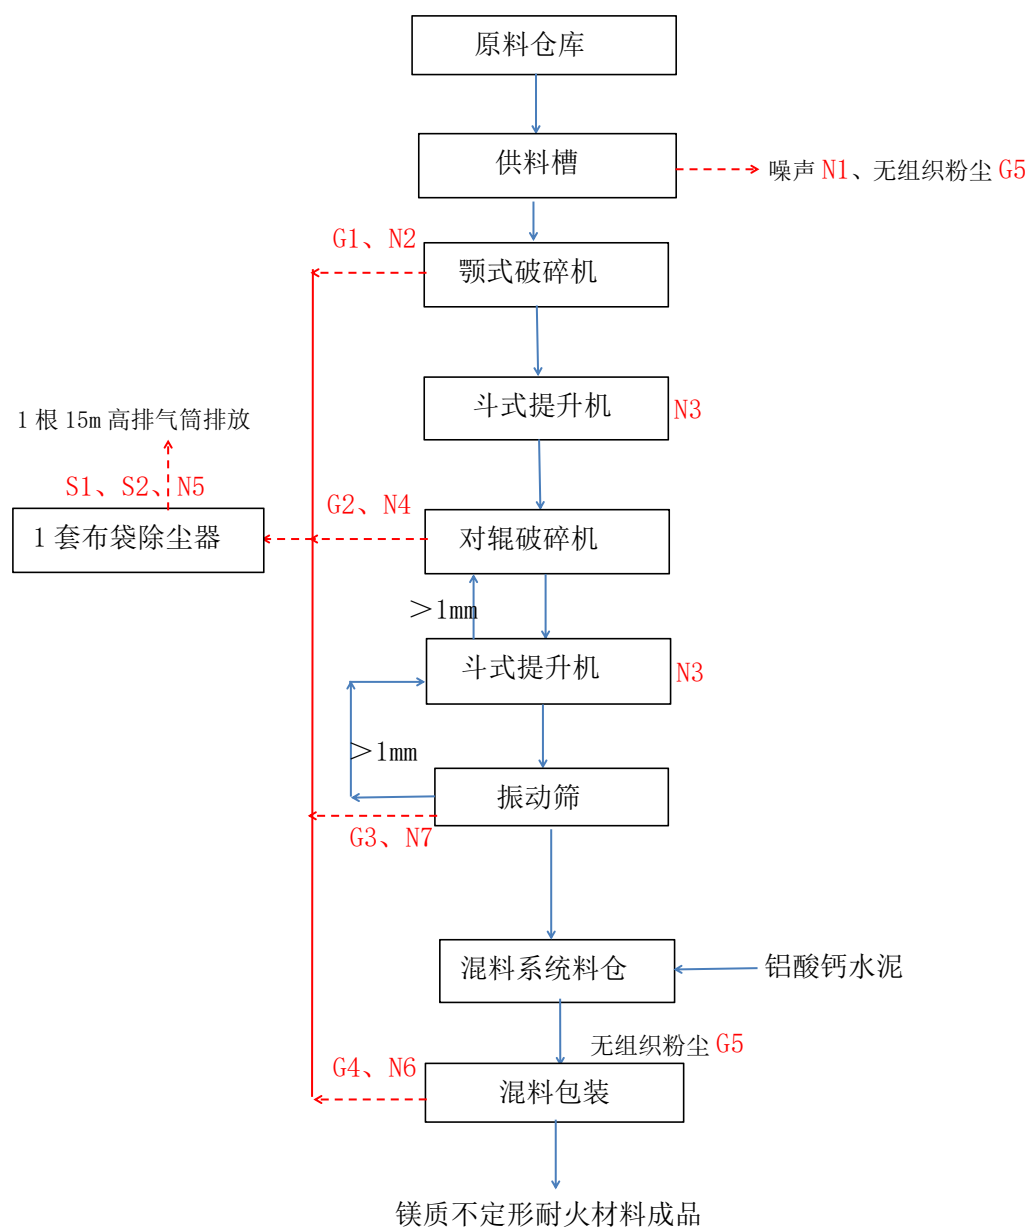 原料仓库
供料槽
噪声 N1、无组织粉尘 G5
G1、N2
颚式破碎机
斗式提升机
N3
1 根 15m 高排气筒排放
S1、S2、N5
1 套布袋除尘器
G2、N4
对辊破碎机
＞1mm
斗式提升机
N3
＞1mm
振动筛
G3、N7
混料系统料仓
铝酸钙水泥
无组织粉尘 G5
G4、N6
混料包装
镁质不定形耐火材料成品